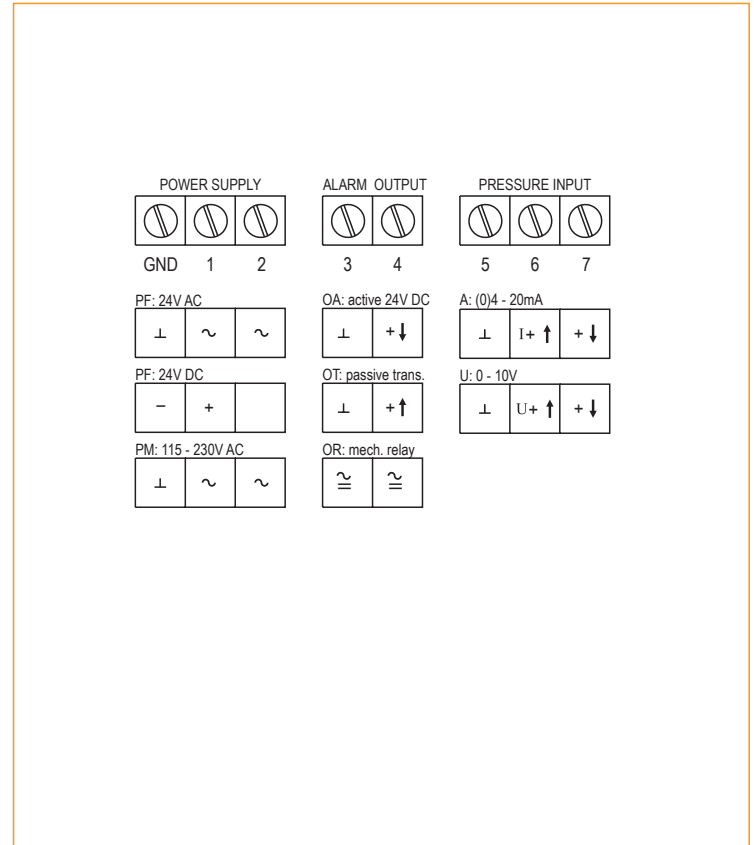 POWER SUPPLY ALARM OUTPUT PRESSURE INPUT
GND 1 2 3 4 5 6 7
PF: 24V AC OA: active 24V DC A: (0)4 - 20mA
⊥ ~ ~ ⊥ +↓ ⊥ I+ ↑ +↓
PF: 24V DC OT: passive trans. U: 0 - 10V
− + ⊥ +↑ ⊥ U+ ↑ +↓
PM: 115 - 230V AC OR: mech. relay
⊥ ~ ~ ≅ ≅